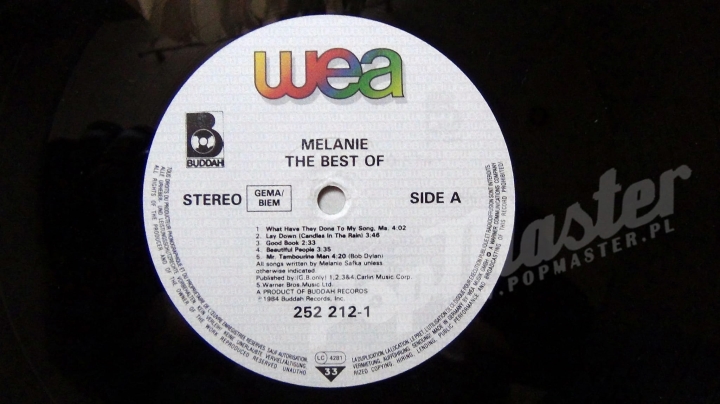 wea
B
BUDDAH
MELANIE
THE BEST OF
STEREO
GEMA/
BIEM
SIDE A
1. What Have They Done To My Song, Ma. 4:02
2. Lay Down (Candles In The Rain) 3:46
3. Good Book 2:33
4. Beautiful People 3:35
5. Mr. Tambourine Man 4:20 (Bob Dylan)
All songs written by Melanie Safka unless
otherwise indicated.
Published by: (G.B. only) 1,2,3&4.Carlin Music Corp.
5. Warner Bros. Music Ltd.
A PRODUCT OF BUDDAH RECORDS
℗ 1984 Buddah Records, Inc.
252 212-1
LC 4281
33
popmaster
WWW.POPMASTER.PL